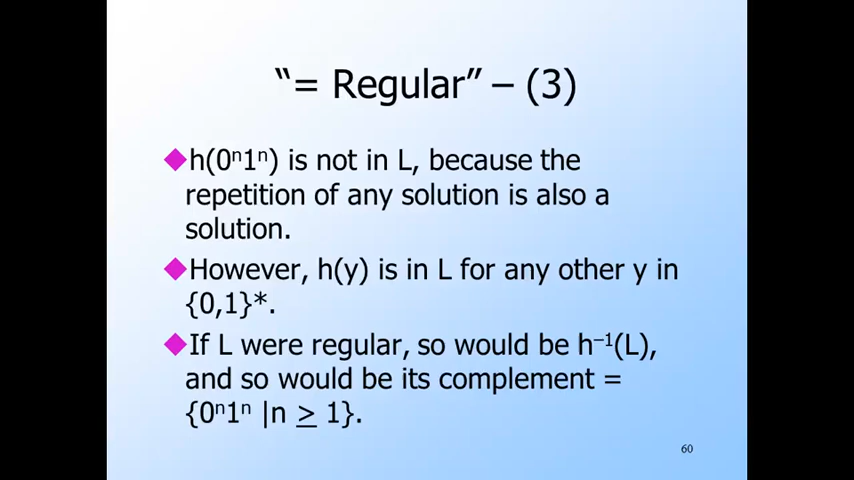 “= Regular” – (3)
h(0ⁿ1ⁿ) is not in L, because the
repetition of any solution is also a
solution.
However, h(y) is in L for any other y in
{0,1}*.
If L were regular, so would be h⁻¹(L),
and so would be its complement =
{0ⁿ1ⁿ |n ≥ 1}.
60